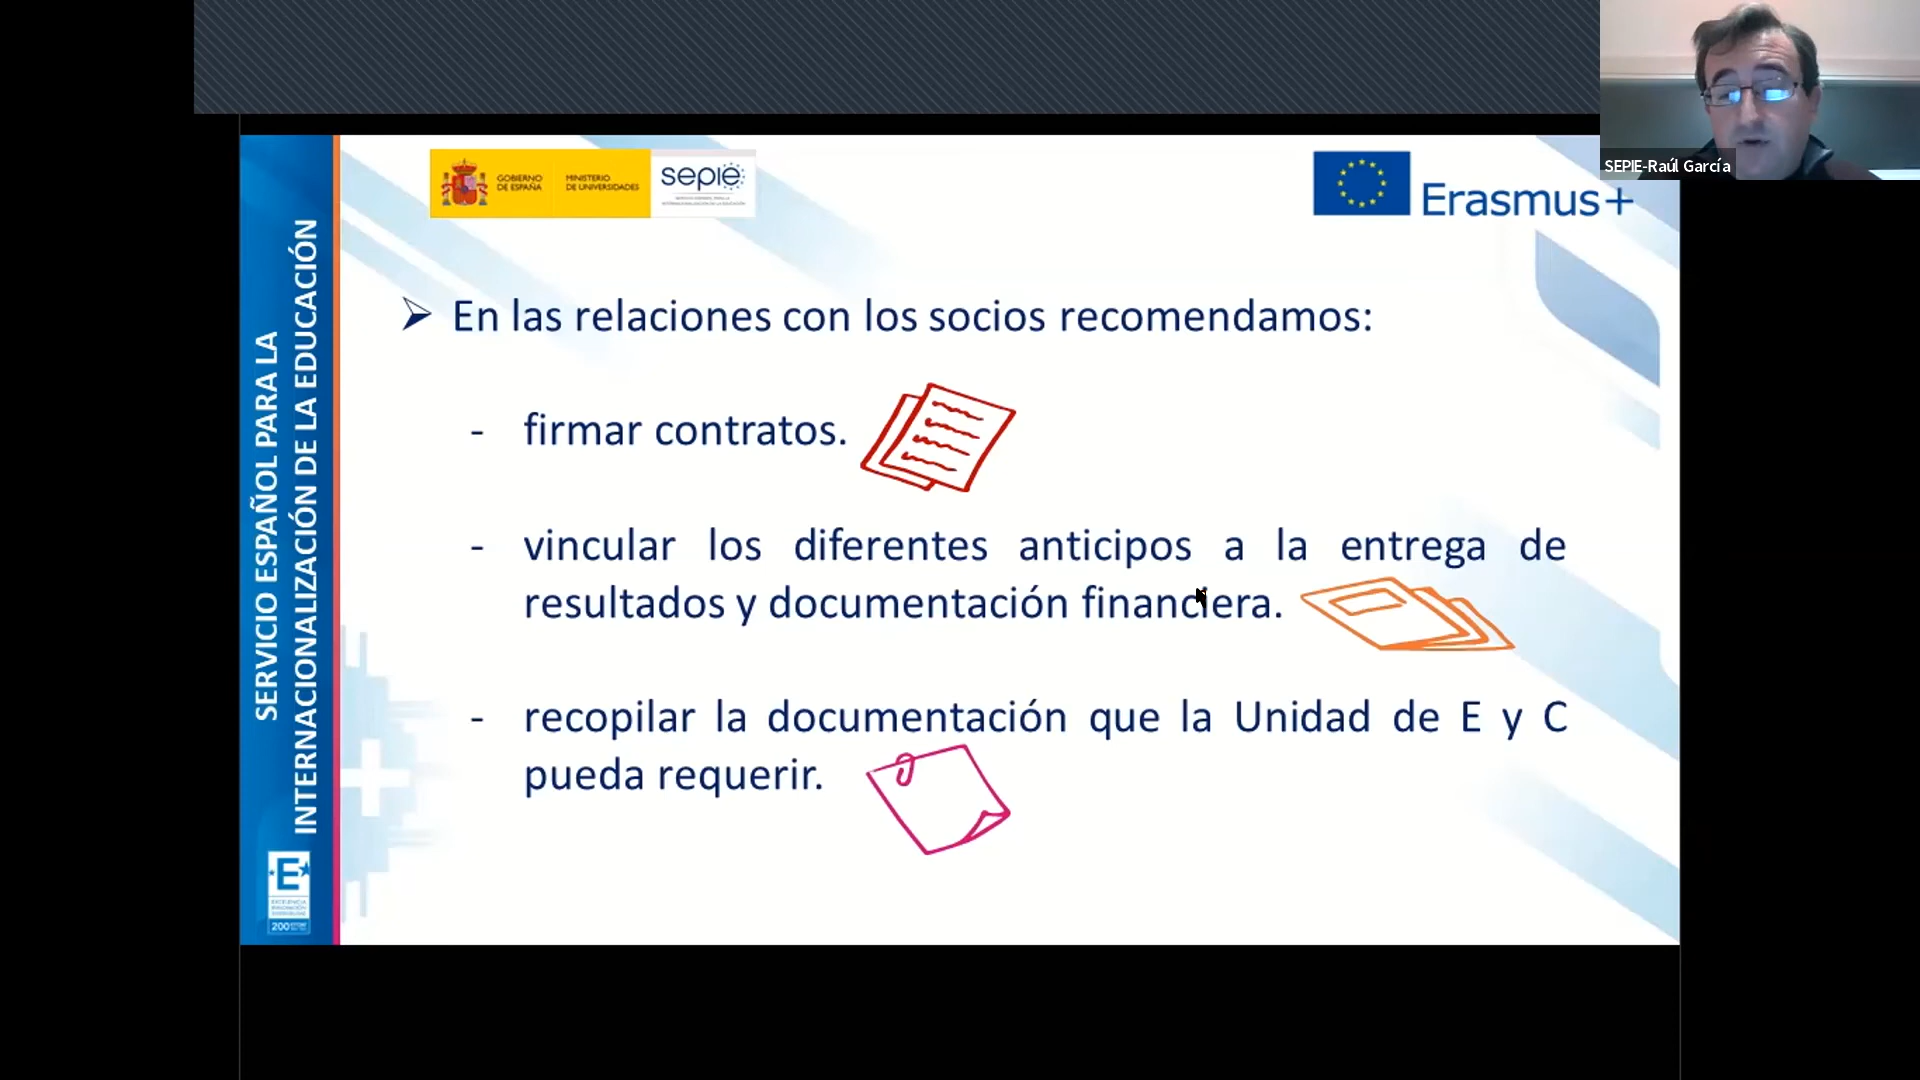 SEPIE-Raúl García
GOBIERNO
DE ESPAÑA
MINISTERIO
DE UNIVERSIDADES
sepie
Erasmus+
SERVICIO ESPAÑOL PARA LA
INTERNACIONALIZACIÓN DE LA EDUCACIÓN
➢ En las relaciones con los socios recomendamos:
- firmar contratos.
- vincular los diferentes anticipos a la entrega de
resultados y documentación financiera.
- recopilar la documentación que la Unidad de E y C
pueda requerir.
E